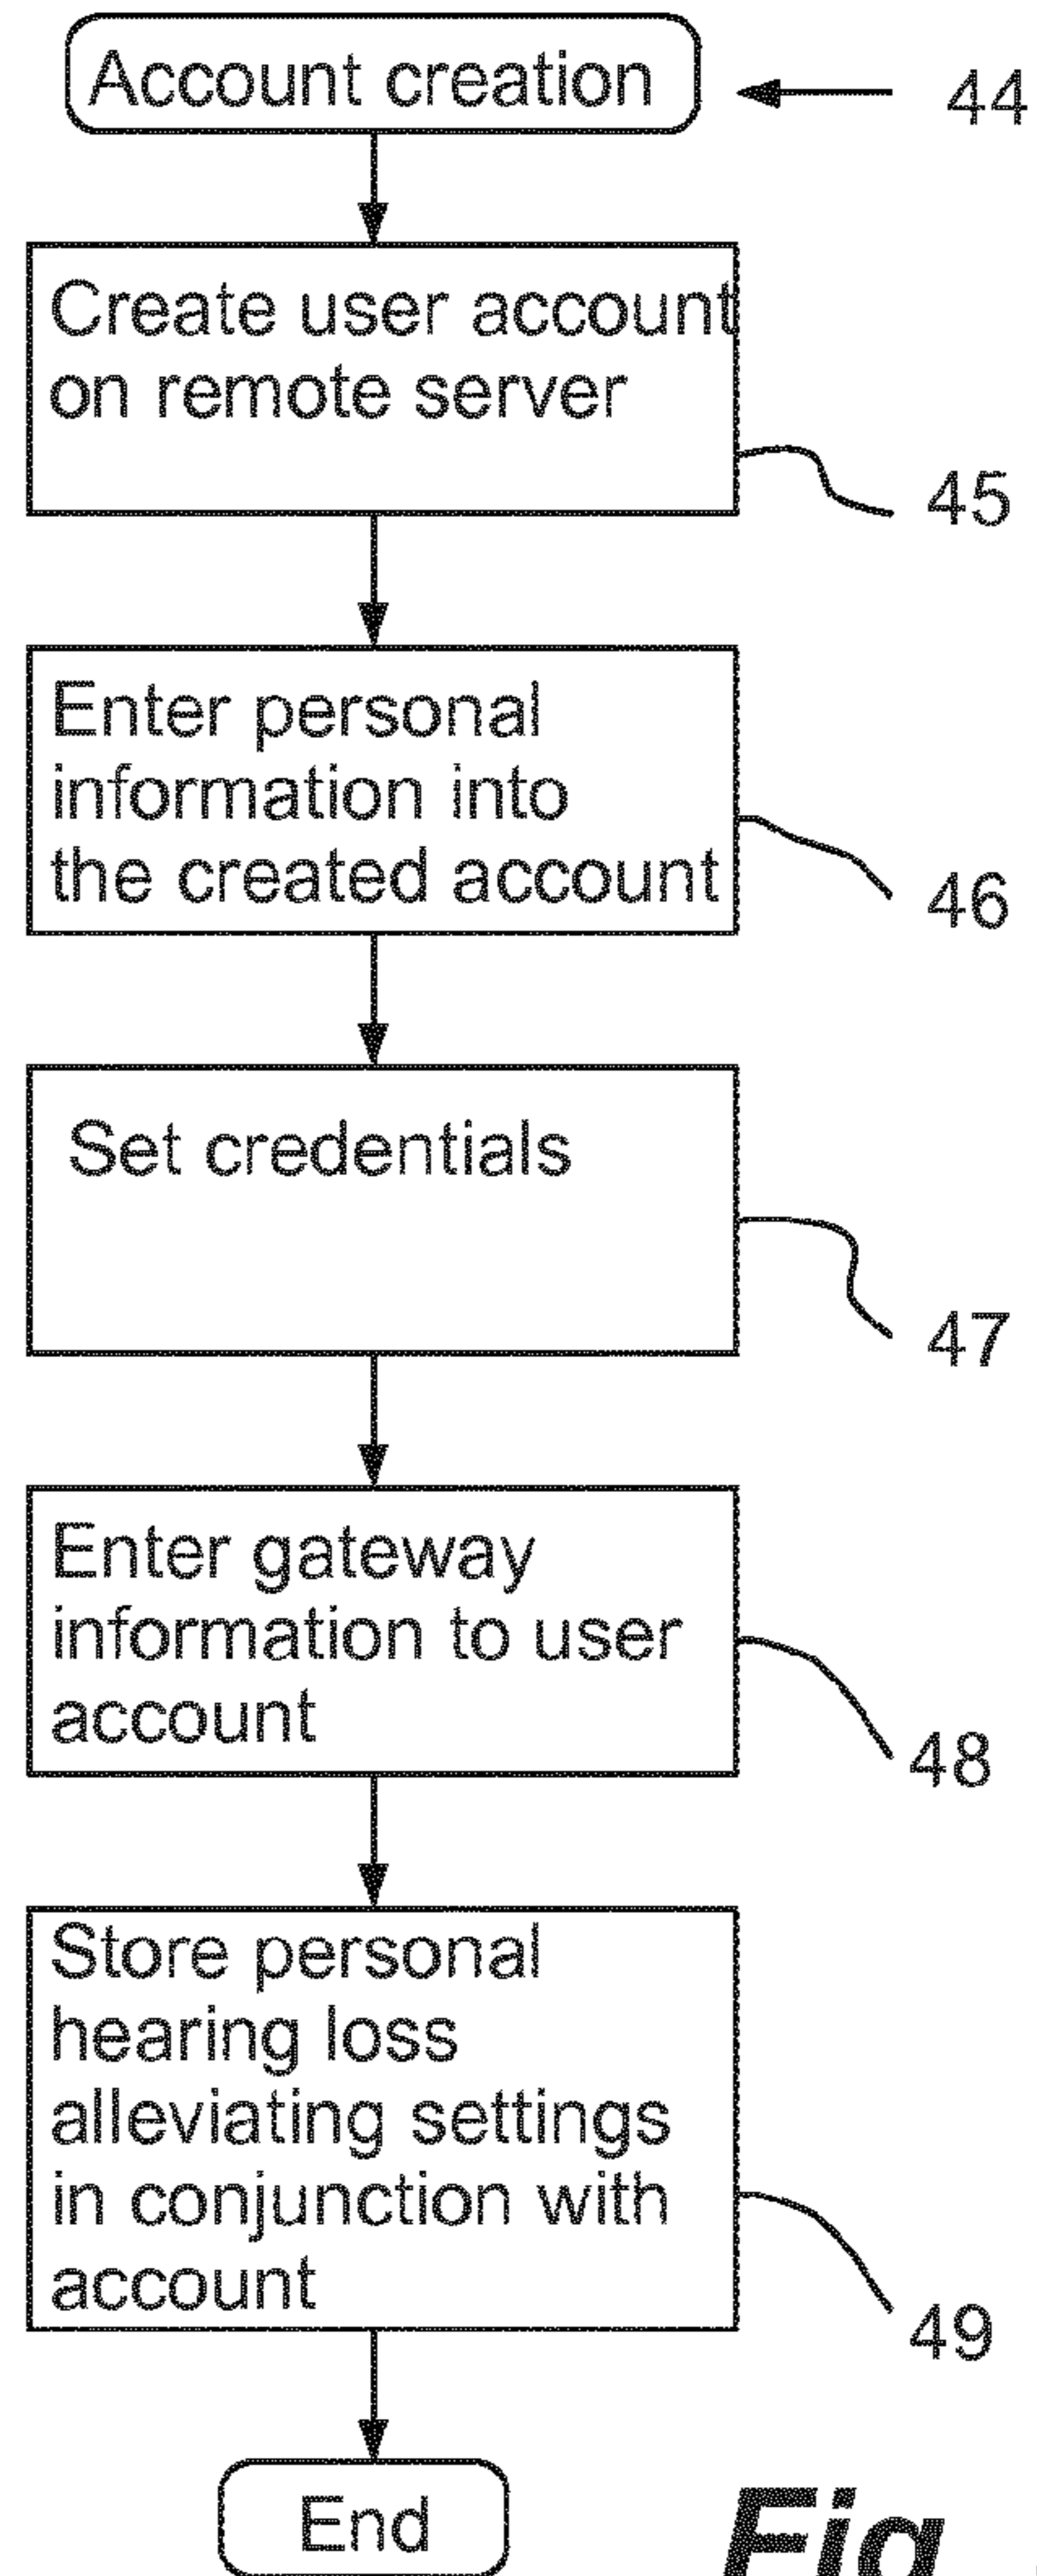 Account creation
44
Create user account
on remote server
45
Enter personal
information into
the created account
46
Set credentials
47
Enter gateway
information to user
account
48
Store personal
hearing loss
alleviating settings
in conjunction with
account
49
End
Fig